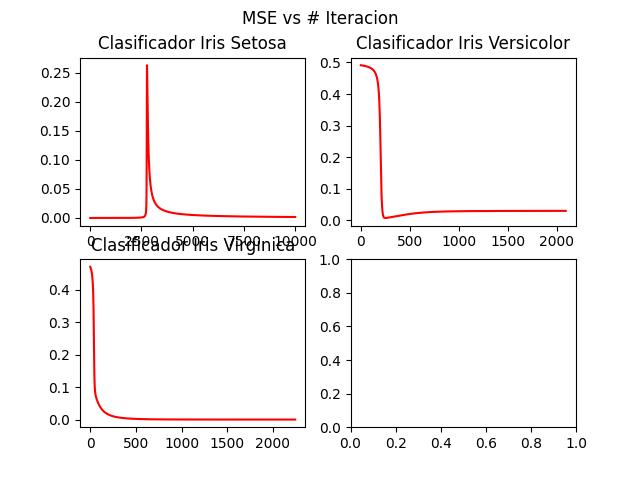 MSE vs # Iteracion
Clasificador Iris Setosa
0.25
0.20
0.15
0.10
0.05
0.00
0 2500 5000 7500 10000
Clasificador Iris Versicolor
0.5
0.4
0.3
0.2
0.1
0.0
0 500 1000 1500 2000
Clasificador Iris Virginica
0.4
0.3
0.2
0.1
0.0
0 500 1000 1500 2000
1.0
0.8
0.6
0.4
0.2
0.0
0.0 0.2 0.4 0.6 0.8 1.0